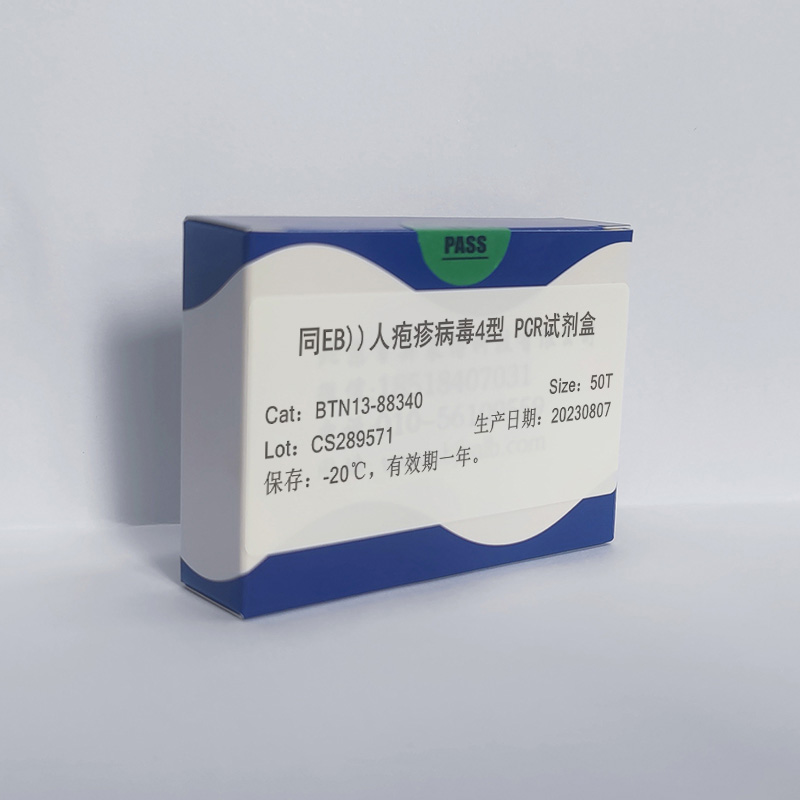 PASS
同EB))人疱疹病毒4型 PCR试剂盒
Cat: BTN13-88340
Size: 50T
Lot: CS289571
生产日期: 20230807
保存: -20℃, 有效期一年。